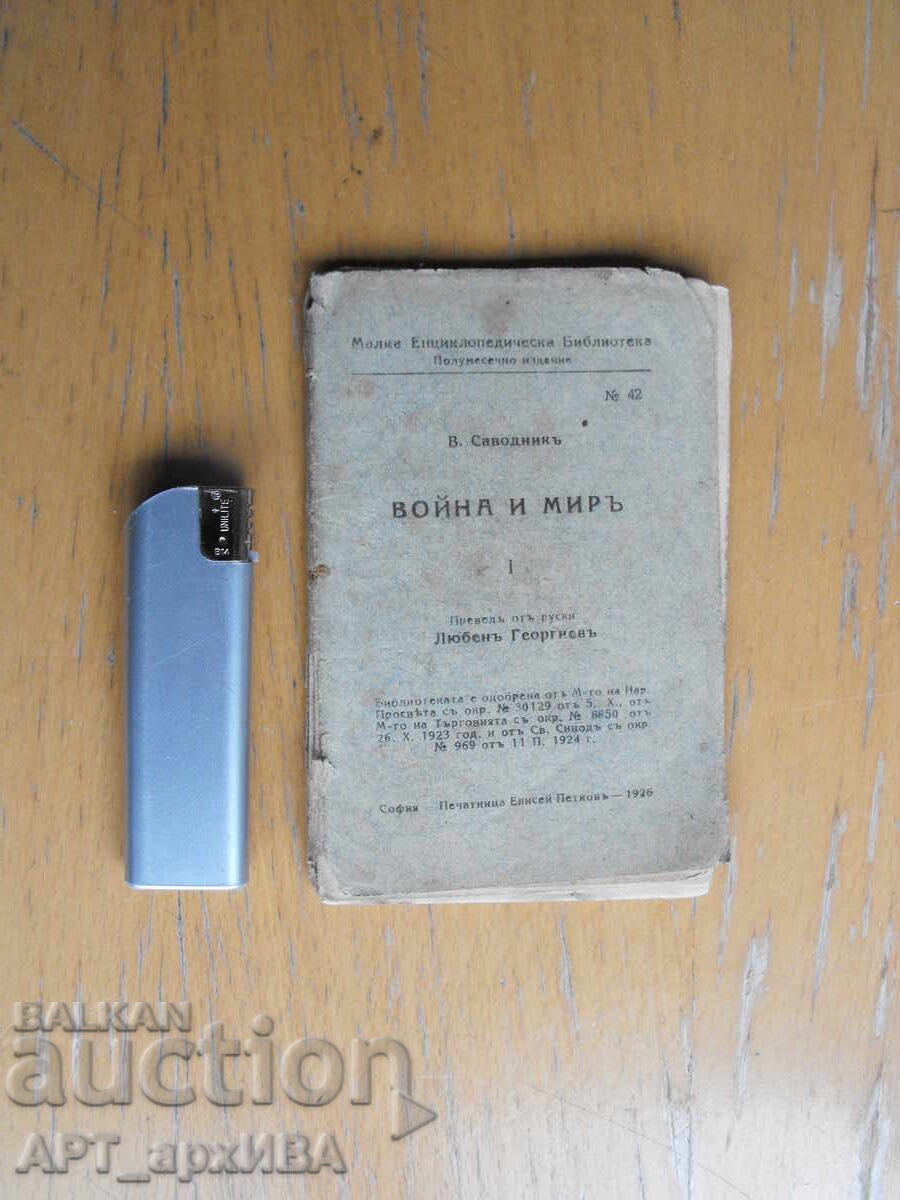 Малка Енциклопедическа Библиотека
Полумесечно издание
№ 42
В. Саводникъ
ВОЙНА И МИРЪ
I
Превелъ отъ руски
Любенъ Георгиевъ
Библиотеката е одобрена отъ М-то на Нар.
Просвѣта съ окр. № 30129 отъ 5. X., отъ
М-то на Търговията съ окр. № 6850 отъ
26. X. 1923 год. и отъ Св. Синодъ съ окр.
№ 969 отъ 11 П. 1924 г.
София Печатница Елисей Петковъ — 1926
UNILITE
BALKAN
auction
АРТ_архИВА